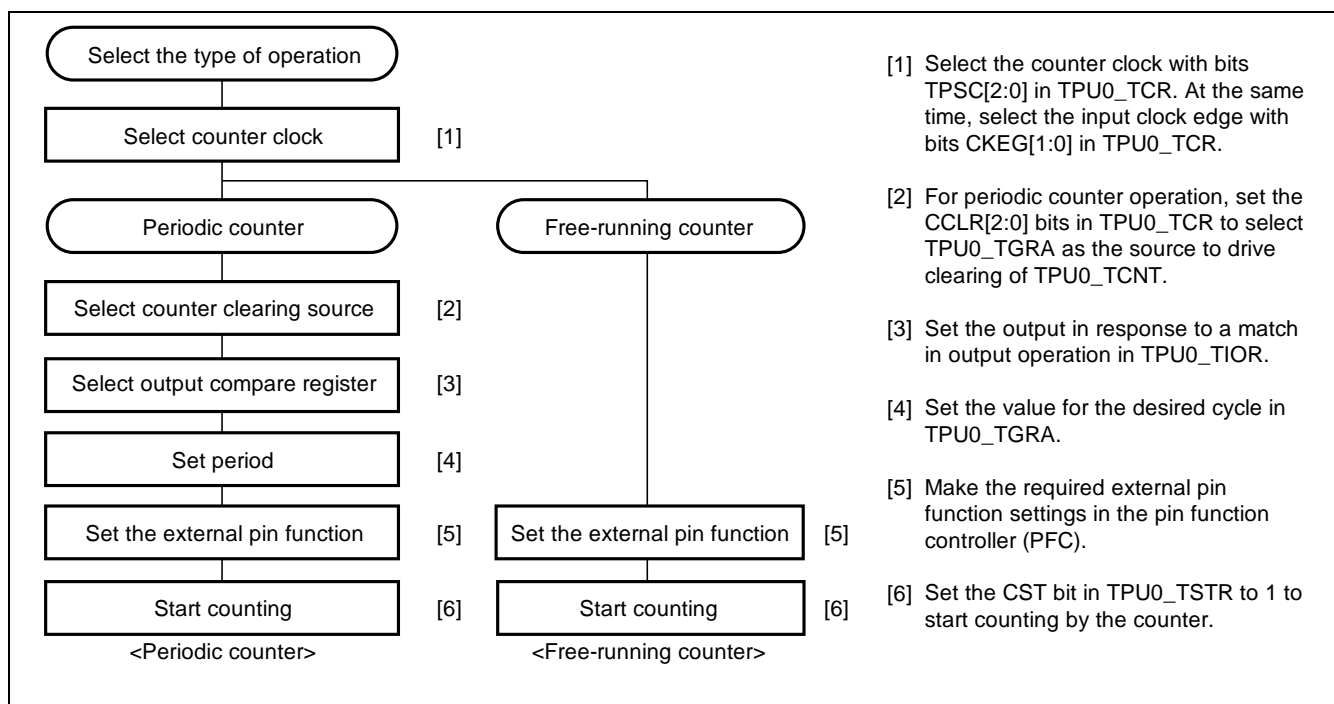 Select the type of operation
Select counter clock
[1]
Periodic counter
Free-running counter
Select counter clearing source
[2]
Select output compare register
[3]
Set period
[4]
Set the external pin function
[5]
Set the external pin function
[5]
Start counting
[6]
Start counting
[6]
<Periodic counter>
<Free-running counter>
[1] Select the counter clock with bits
TPSC[2:0] in TPU0_TCR. At the same
time, select the input clock edge with
bits CKEG[1:0] in TPU0_TCR.
[2] For periodic counter operation, set the
CCLR[2:0] bits in TPU0_TCR to select
TPU0_TGRA as the source to drive
clearing of TPU0_TCNT.
[3] Set the output in response to a match
in output operation in TPU0_TIOR.
[4] Set the value for the desired cycle in
TPU0_TGRA.
[5] Make the required external pin
function settings in the pin function
controller (PFC).
[6] Set the CST bit in TPU0_TSTR to 1 to
start counting by the counter.